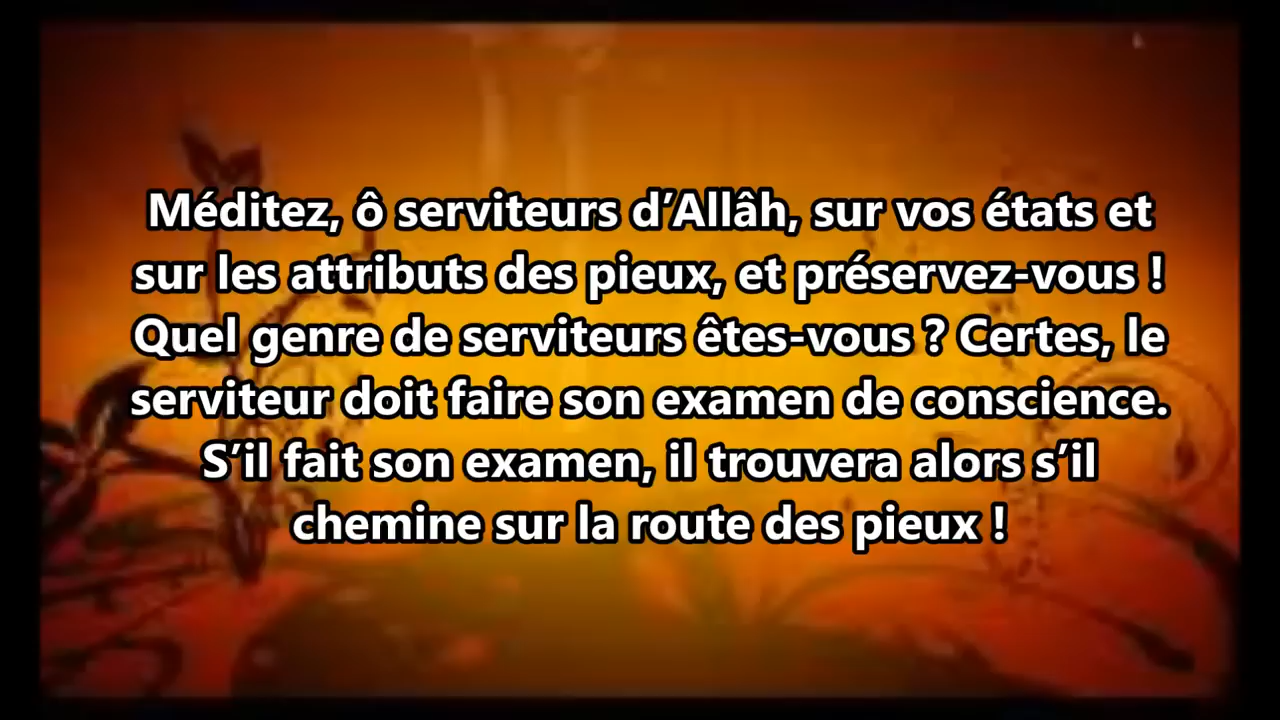 Méditez, ô serviteurs d’Allâh, sur vos états et
sur les attributs des pieux, et préservez-vous !
Quel genre de serviteurs êtes-vous ? Certes, le
serviteur doit faire son examen de conscience.
S’il fait son examen, il trouvera alors s’il
chemine sur la route des pieux !